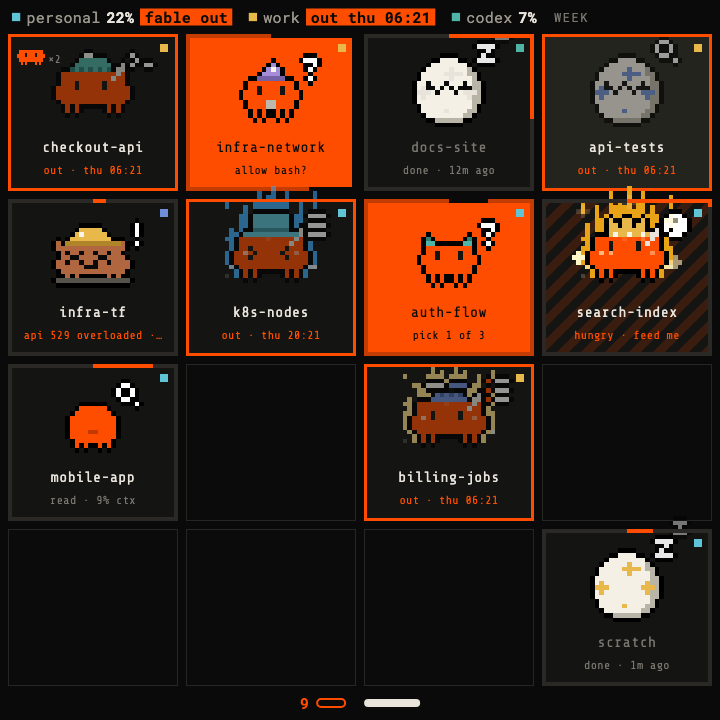 personal 22% fable out work out thu 06:21 codex 7% WEEK
×2
checkout-api
out · thu 06:21
infra-network
allow bash?
docs-site
done · 12m ago
api-tests
out · thu 06:21
infra-tf
api 529 overloaded ·…
k8s-nodes
out · thu 20:21
auth-flow
pick 1 of 3
search-index
hungry · feed me
mobile-app
read · 9% ctx
billing-jobs
out · thu 06:21
scratch
done · 1m ago
9